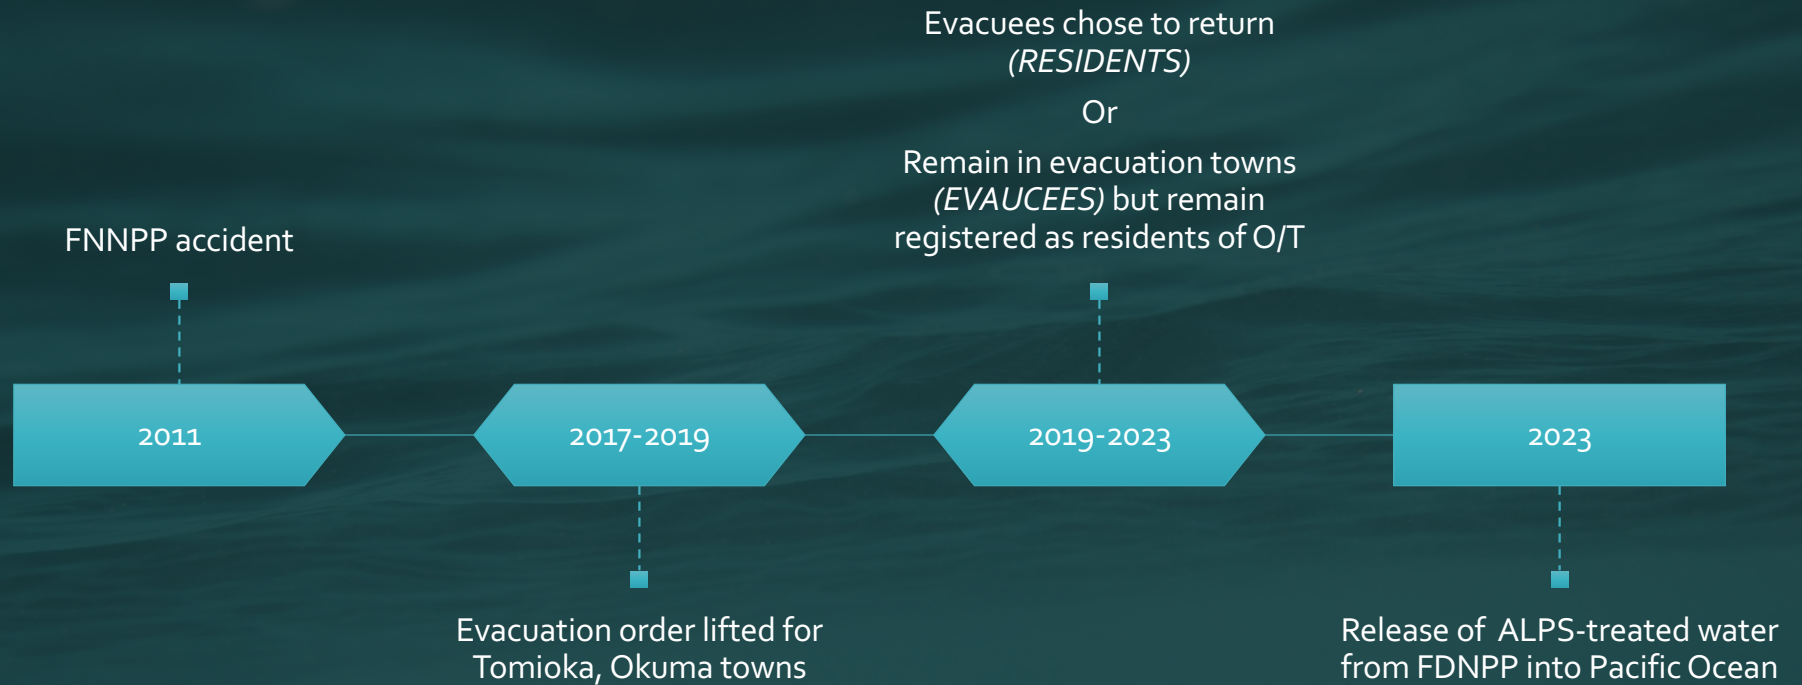 FNNPP accident
2011
2017-2019
Evacuation order lifted for
Tomioka, Okuma towns
Evacuees chose to return
(RESIDENTS)
Or
Remain in evacuation towns
(EVAUCEES) but remain
registered as residents of O/T
2019-2023
2023
Release of ALPS-treated water
from FDNPP into Pacific Ocean